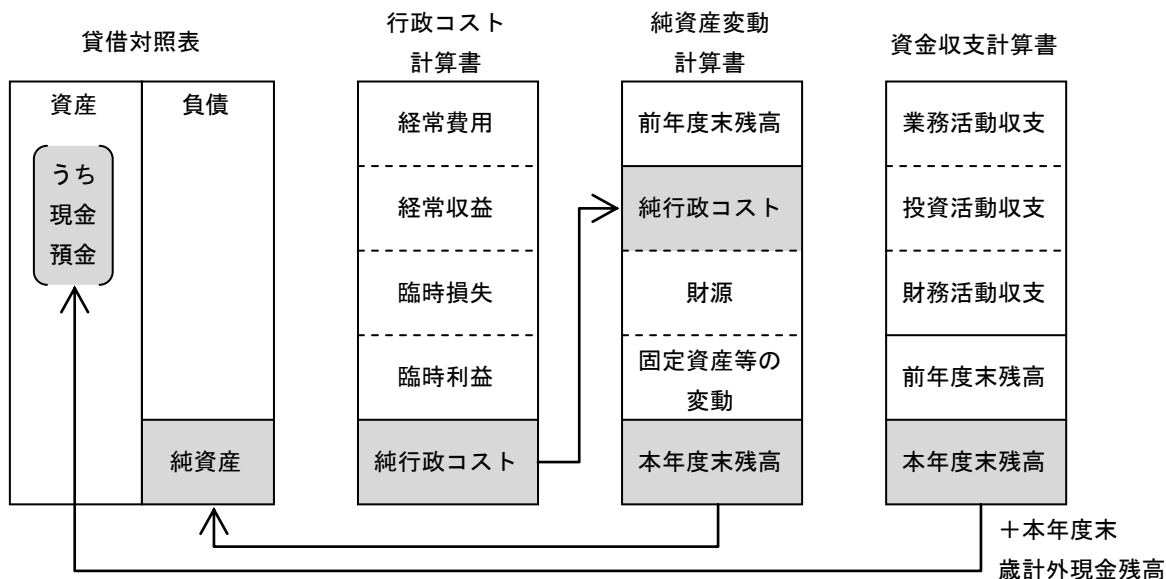 貸借対照表
資産
うち
現金
預金
負債
純資産
行政コスト
計算書
経常費用
経常収益
臨時損失
臨時利益
純行政コスト
純資産変動
計算書
前年度末残高
純行政コスト
財源
固定資産等の
変動
本年度末残高
資金収支計算書
業務活動収支
投資活動収支
財務活動収支
前年度末残高
本年度末残高
+本年度末
歳計外現金残高